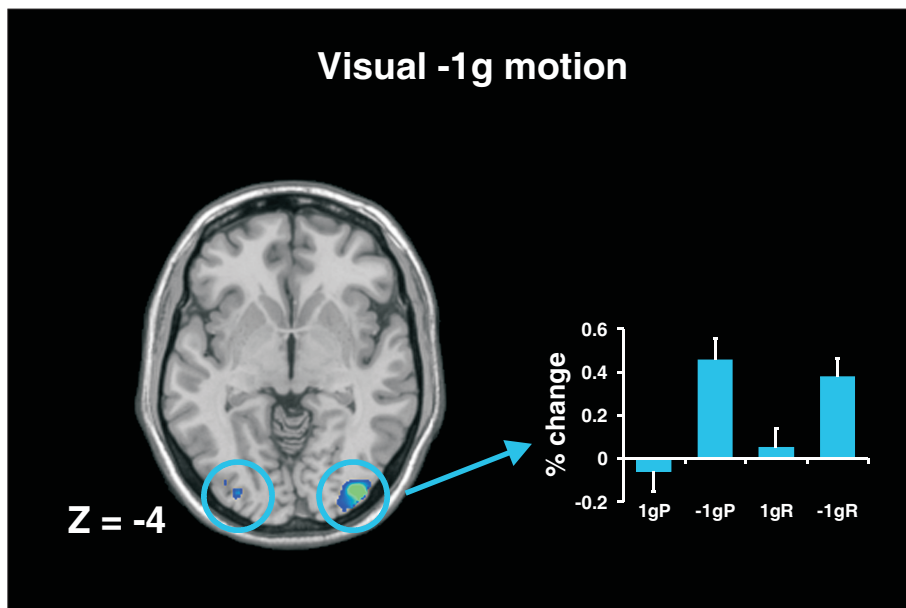 Visual -1g motion
Z = -4
% change
0.6
0.4
0.2
0
-0.2
1gP -1gP 1gR -1gR